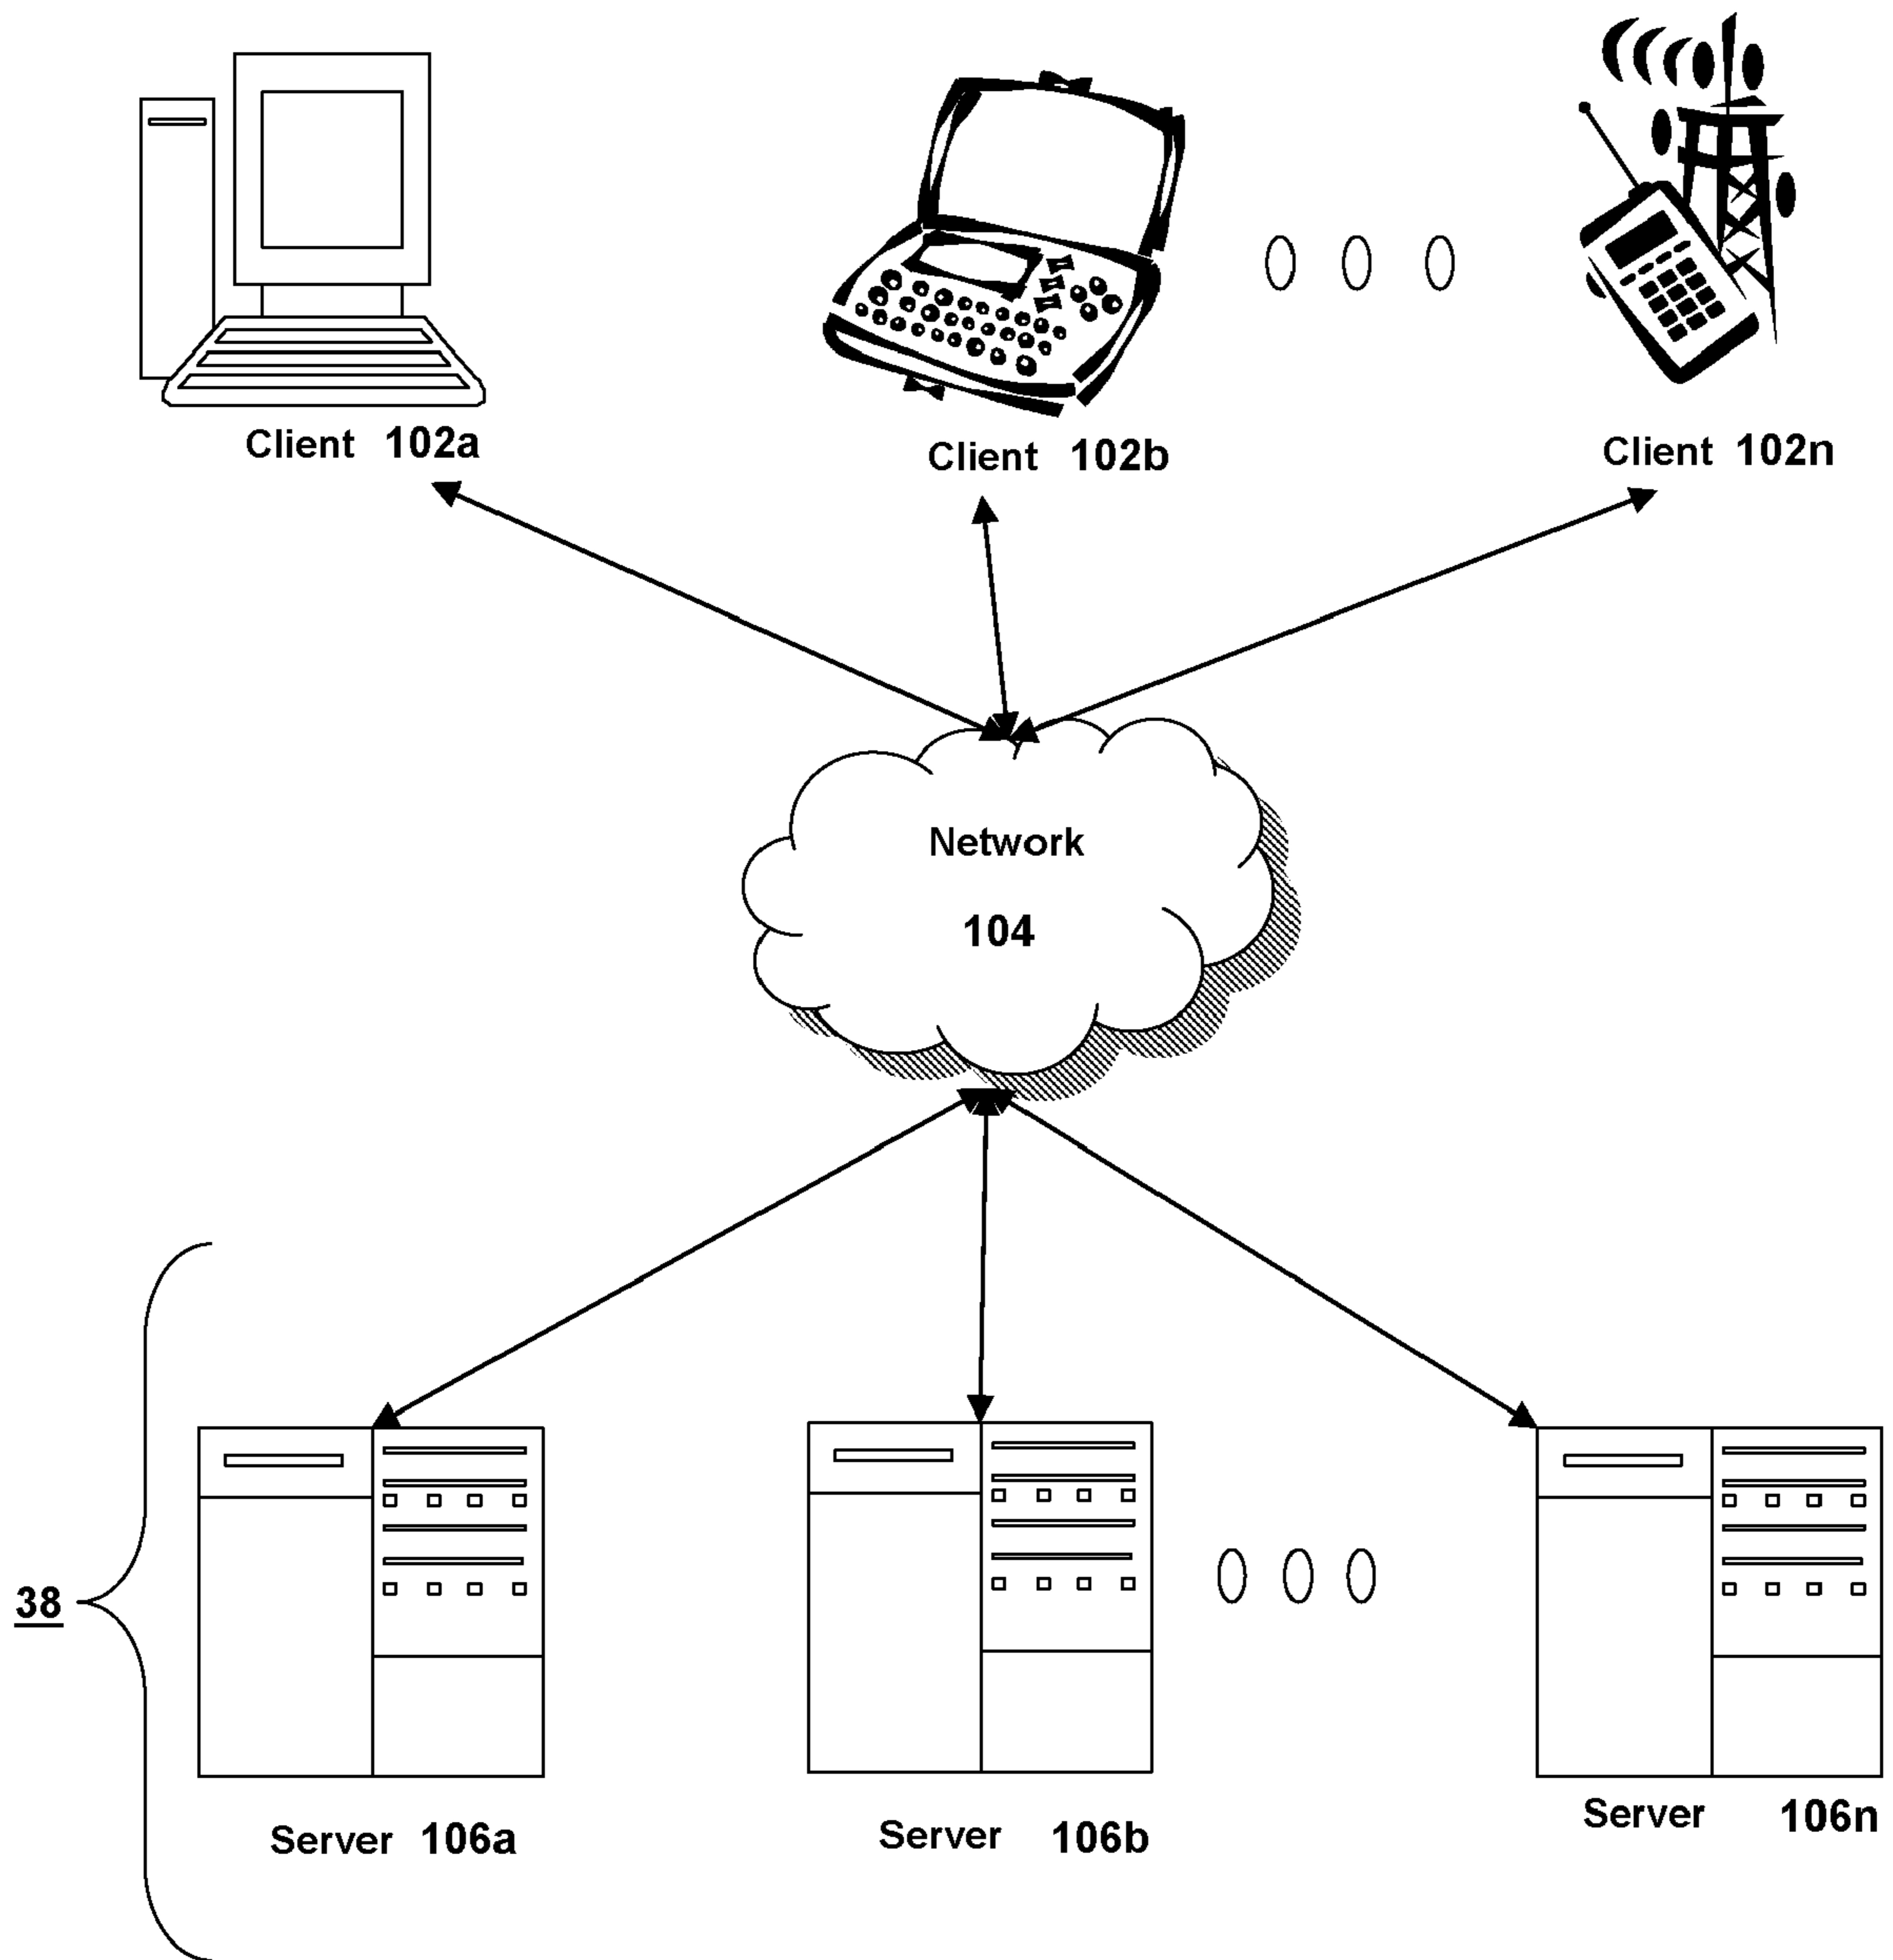 Client 102a
Client 102b
Client 102n
Network
104
38
Server 106a
Server 106b
Server 106n